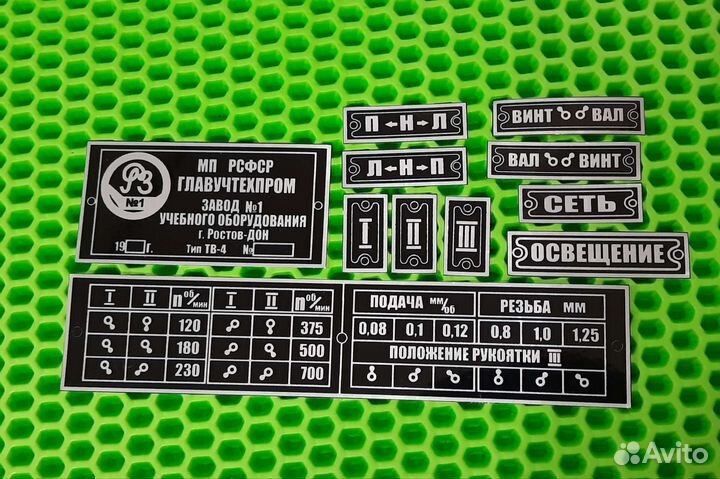 П Н Л
ВИНТ ВАЛ
Л Н П
ВАЛ ВИНТ
УЗ
№1
МП РСФСР
ГЛАВУЧТЕХПРОМ
ЗАВОД №1
УЧЕБНОГО ОБОРУДОВАНИЯ
г. Ростов-ДОН
19 г. Тип ТВ-4 №
I II III
СЕТЬ
ОСВЕЩЕНИЕ
I II n об/мин I II n об/мин
120 375
180 500
230 700
ПОДАЧА мм/об РЕЗЬБА ММ
0,08 0,1 0,12 0,8 1,0 1,25
ПОЛОЖЕНИЕ РУКОЯТКИ III
Avito